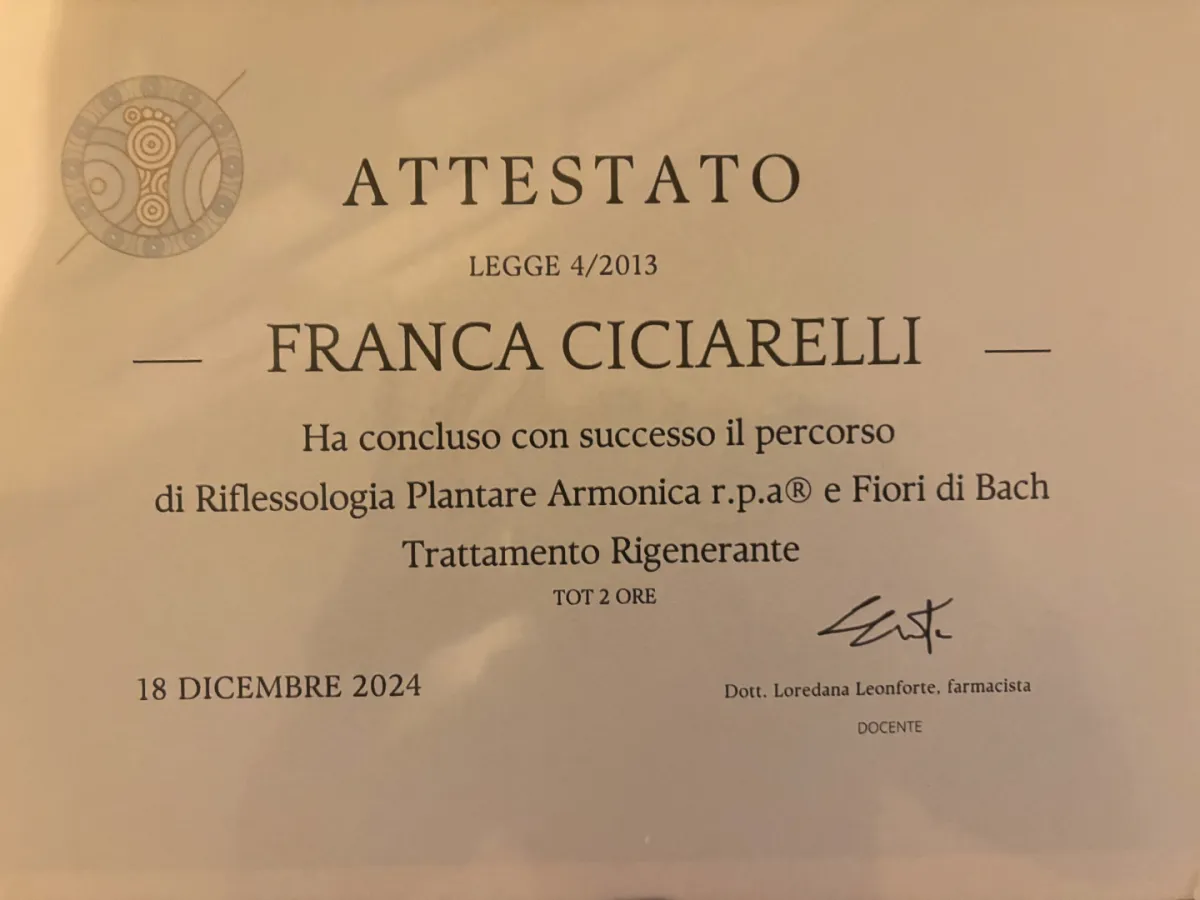 ATTESTATO
LEGGE 4/2013
FRANCA CICIARELLI
Ha concluso con successo il percorso
di Riflessologia Plantare Armonica r.p.a® e Fiori di Bach
Trattamento Rigenerante
TOT 2 ORE
18 DICEMBRE 2024
Dott. Loredana Leonforte, farmacista
DOCENTE